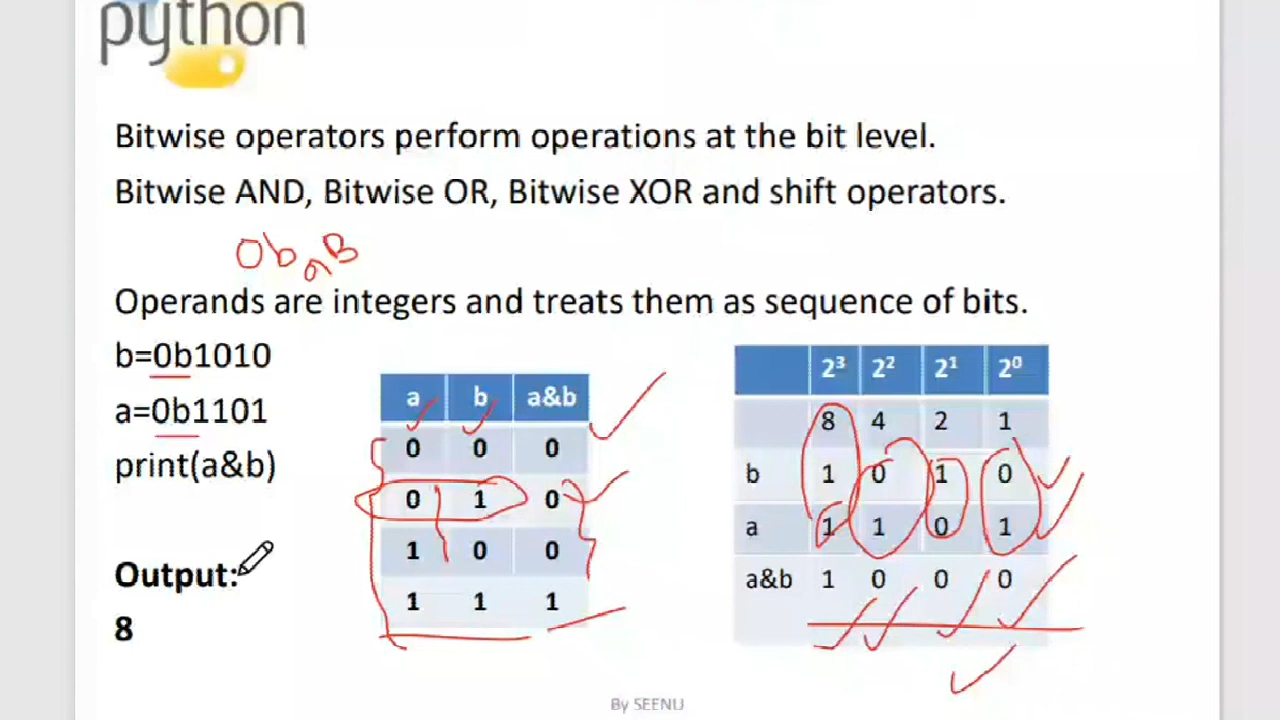 python
Bitwise operators perform operations at the bit level.
Bitwise AND, Bitwise OR, Bitwise XOR and shift operators.
0b 0B
Operands are integers and treats them as sequence of bits.
b=0b1010
a=0b1101
print(a&b)
Output:
8
a b a&b
0 0 0
0 1 0
1 0 0
1 1 1
2³ 2² 2¹ 2⁰
8 4 2 1
b 1 0 1 0
a 1 1 0 1
a&b 1 0 0 0
By SEENU